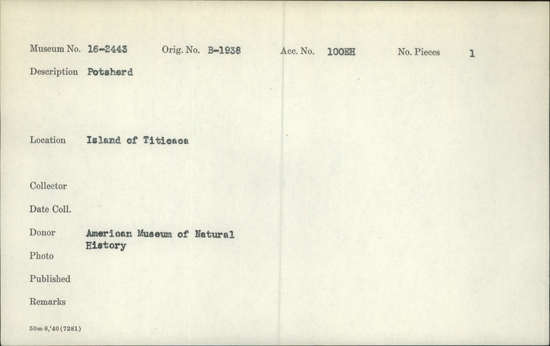 Museum No. 16-2443 Orig. No. B-1938 Acc. No. 100EH No. Pieces 1
Description Potsherd
Location Island of Titicaca
Collector
Date Coll.
Donor American Museum of Natural
History
Photo
Published
Remarks
50m-8,'40(7261)